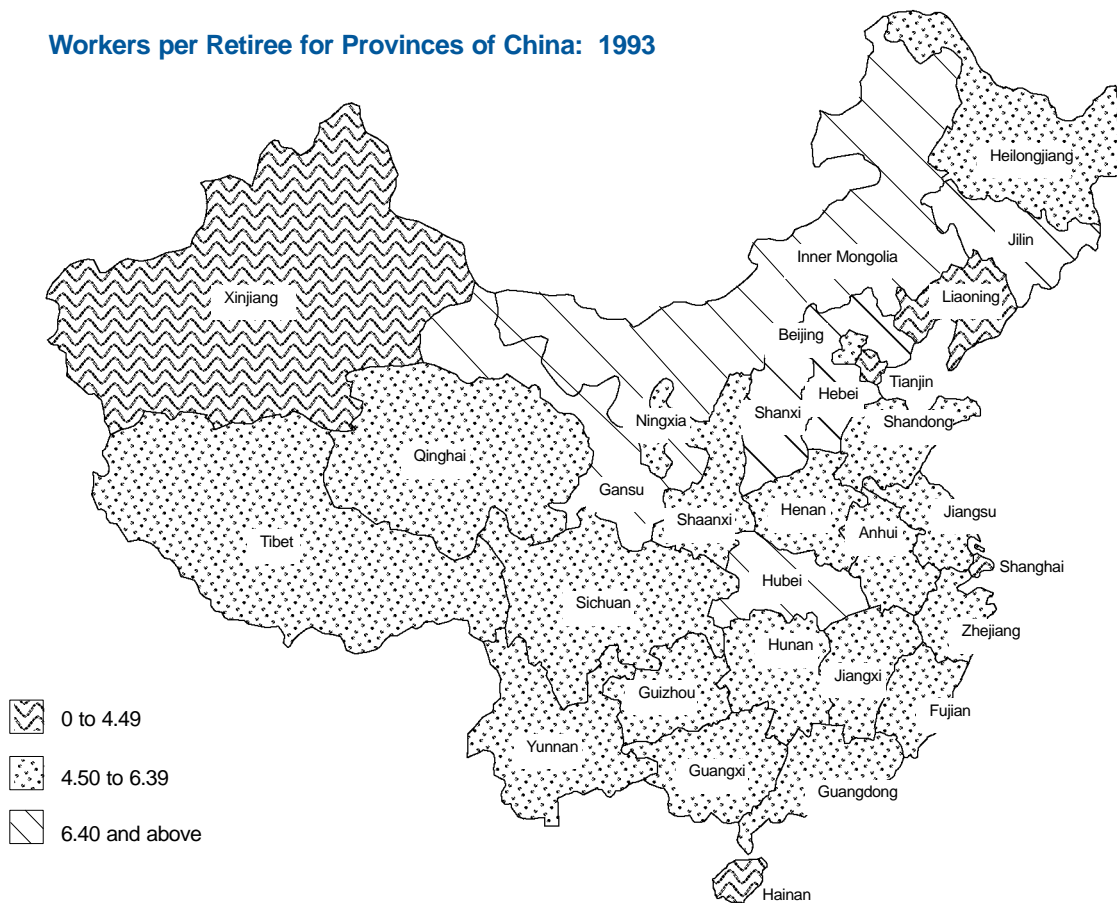 Workers per Retiree for Provinces of China: 1993
Heilongjiang
Jilin
Inner Mongolia
Liaoning
Xinjiang
Beijing
Tianjin
Hebei
Shanxi
Ningxia
Shandong
Qinghai
Gansu
Shaanxi
Henan
Jiangsu
Anhui
Tibet
Shanghai
Hubei
Sichuan
Zhejiang
Hunan
Jiangxi
Guizhou
Fujian
Yunnan
Guangxi
Guangdong
Hainan
0 to 4.49
4.50 to 6.39
6.40 and above